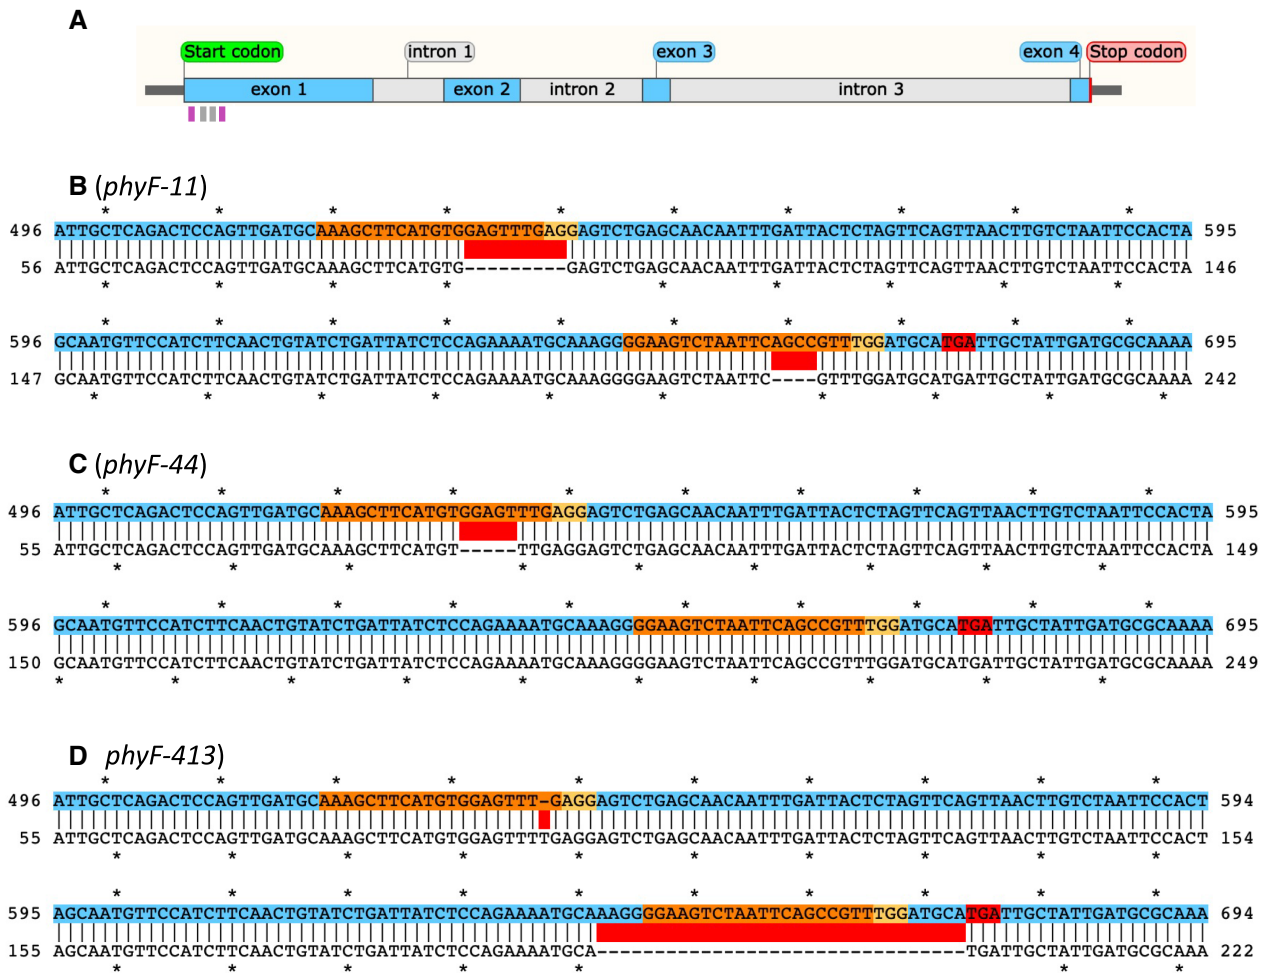 A
Start codon intron 1 exon 3 exon 4 Stop codon
exon 1 exon 2 intron 2 intron 3
B (phyF-11)
* * * * * * * * * *
496 ATTGCTCAGACTCCAGTTGATGCAAAGCTTCATGTGGAGTTTGAGGAGTCTGAGCAACAATTTGATTACTCTAGTTCAGTTAACTTGTCTAATTCCACTA 595
56 ATTGCTCAGACTCCAGTTGATGCAAAGCTTCATGTG---------GAGTCTGAGCAACAATTTGATTACTCTAGTTCAGTTAACTTGTCTAATTCCACTA 146
* * * * * * * * *
* * * * * * * * * *
596 GCAATGTTCCATCTTCAACTGTATCTGATTATCTCCAGAAAATGCAAAGGGGAAGTCTAATTCAGCCGTTTGGATGCATGATTGCTATTGATGCGCAAAA 695
147 GCAATGTTCCATCTTCAACTGTATCTGATTATCTCCAGAAAATGCAAAGGGGAAGTCTAATTC----GTTTGGATGCATGATTGCTATTGATGCGCAAAA 242
* * * * * * * * * *
C (phyF-44)
* * * * * * * * * *
496 ATTGCTCAGACTCCAGTTGATGCAAAGCTTCATGTGGAGTTTGAGGAGTCTGAGCAACAATTTGATTACTCTAGTTCAGTTAACTTGTCTAATTCCACTA 595
55 ATTGCTCAGACTCCAGTTGATGCAAAGCTTCATGT-----TTGAGGAGTCTGAGCAACAATTTGATTACTCTAGTTCAGTTAACTTGTCTAATTCCACTA 149
* * * * * * * * *
* * * * * * * * * *
596 GCAATGTTCCATCTTCAACTGTATCTGATTATCTCCAGAAAATGCAAAGGGGAAGTCTAATTCAGCCGTTTGGATGCATGATTGCTATTGATGCGCAAAA 695
150 GCAATGTTCCATCTTCAACTGTATCTGATTATCTCCAGAAAATGCAAAGGGGAAGTCTAATTCAGCCGTTTGGATGCATGATTGCTATTGATGCGCAAAA 249
* * * * * * * * * *
D phyF-413)
* * * * * * * * * *
496 ATTGCTCAGACTCCAGTTGATGCAAAGCTTCATGTGGAGTTT-GAGGAGTCTGAGCAACAATTTGATTACTCTAGTTCAGTTAACTTGTCTAATTCCACT 594
55 ATTGCTCAGACTCCAGTTGATGCAAAGCTTCATGTGGAGTTTTGAGGAGTCTGAGCAACAATTTGATTACTCTAGTTCAGTTAACTTGTCTAATTCCACT 154
* * * * * * * * * *
* * * * * * * * * *
595 AGCAATGTTCCATCTTCAACTGTATCTGATTATCTCCAGAAAATGCAAAGGGGAAGTCTAATTCAGCCGTTTGGATGCATGATTGCTATTGATGCGCAAA 694
155 AGCAATGTTCCATCTTCAACTGTATCTGATTATCTCCAGAAAATGCA--------------------------------TGATTGCTATTGATGCGCAAA 222
* * * * * * *